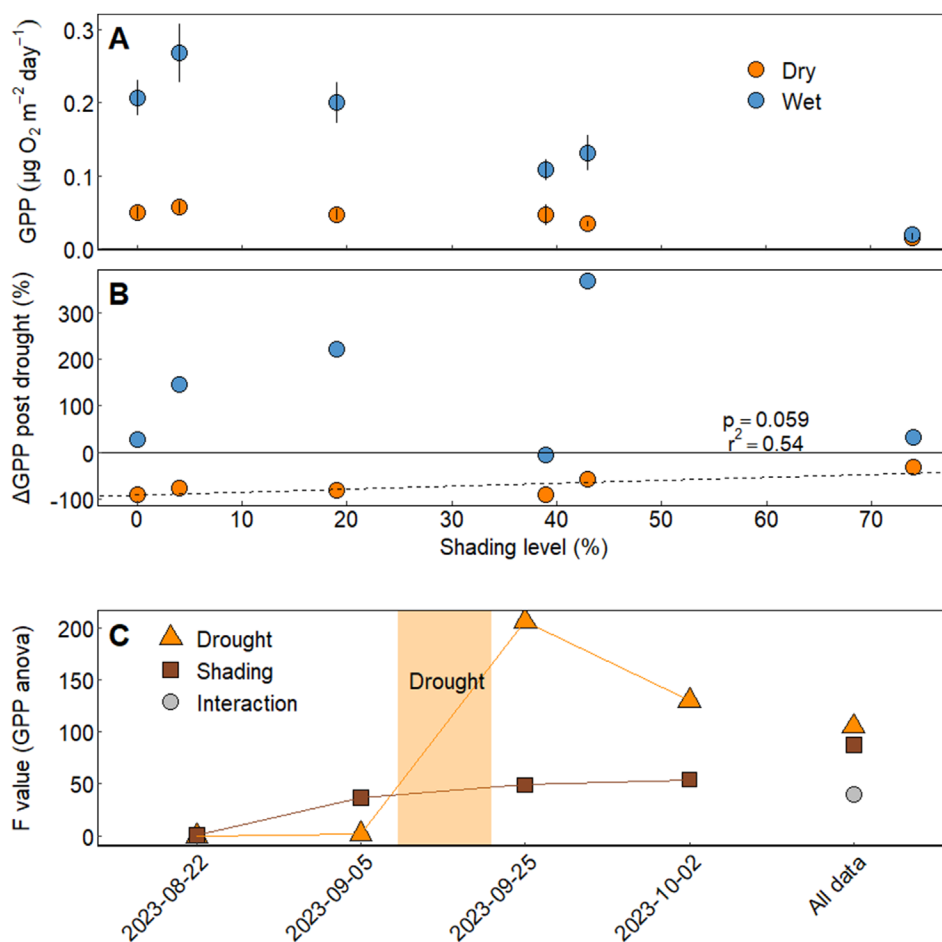 A
GPP (µg O₂ m⁻² day⁻¹)
0.3
0.2
0.1
0.0
Dry
Wet
B
ΔGPP post drought (%)
300
200
100
0
-100
p = 0.059
r² = 0.54
0 10 20 30 40 50 60 70
Shading level (%)
C
F value (GPP anova)
200
150
100
50
0
Drought
Shading
Interaction
Drought
2023-08-22
2023-09-05
2023-09-25
2023-10-02
All data